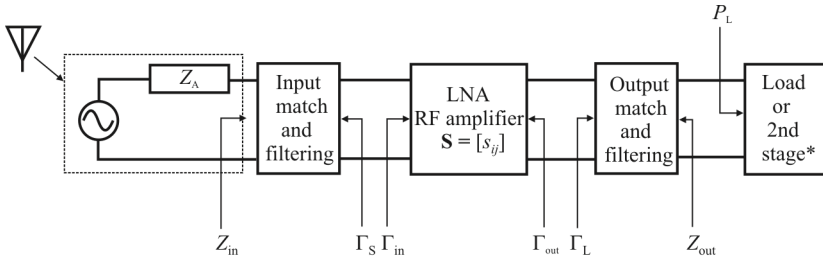 P_L
Z_A
Input
match
and
filtering
LNA
RF amplifier
S = [s_ij]
Output
match
and
filtering
Load
or
2nd
stage*
Z_in
Γ_S Γ_in
Γ_out Γ_L
Z_out